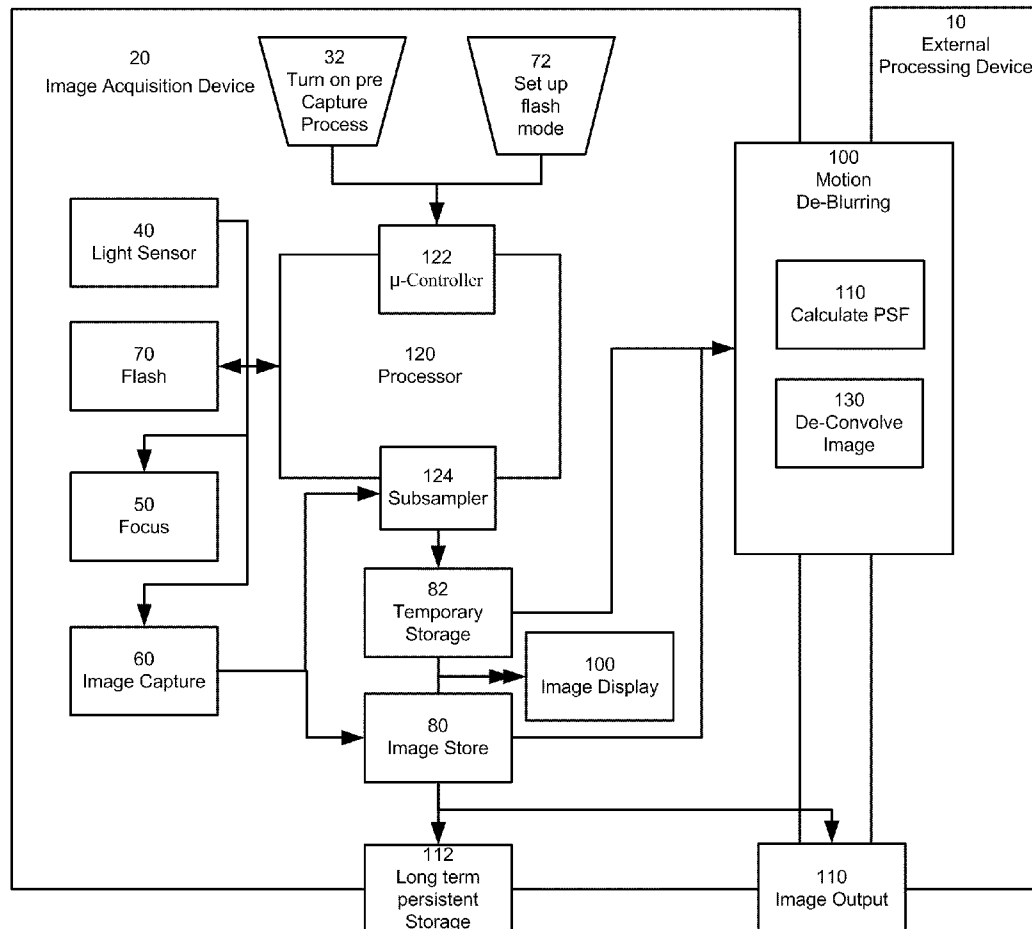 20
Image Acquisition Device
32
Turn on pre
Capture
Process
72
Set up
flash
mode
10
External
Processing Device
100
Motion
De-Blurring
40
Light Sensor
122
µ-Controller
110
Calculate PSF
70
Flash
120
Processor
130
De-Convolve
Image
50
Focus
124
Subsampler
82
Temporary
Storage
60
Image Capture
100
Image Display
80
Image Store
112
Long term
persistent
Storage
110
Image Output